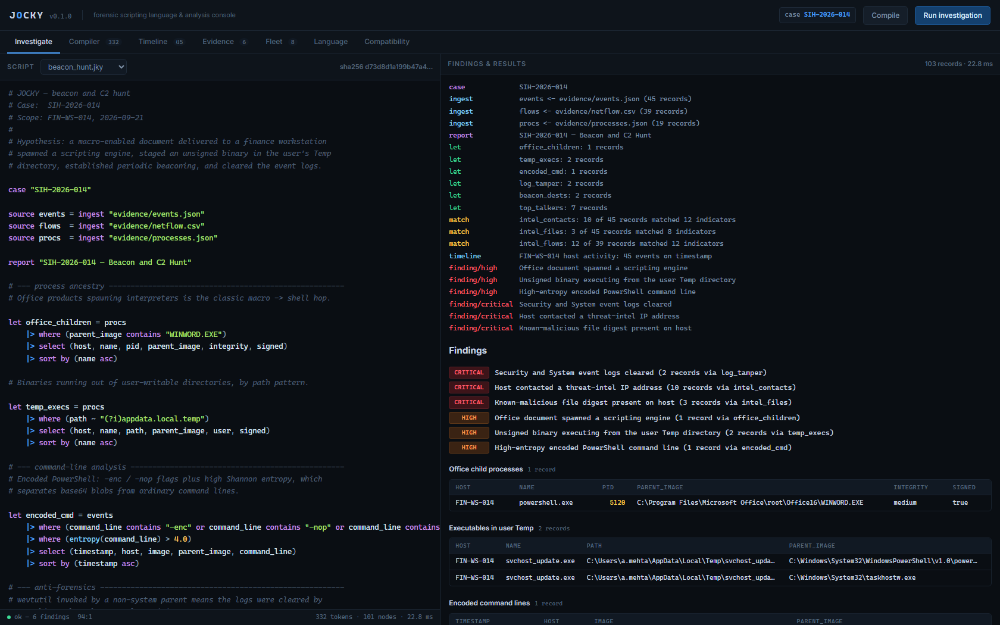 JOCKY v0.1.0 forensic scripting language & analysis console case SIH-2026-014 Compile Run investigation
Investigate Compiler 332 Timeline 45 Evidence 6 Fleet 8 Language Compatibility
SCRIPT beacon_hunt.jky sha256 d73d8d1a199b47a4…
# JOCKY — beacon and C2 hunt
# Case:  SIH-2026-014
# Scope: FIN-WS-014, 2026-09-21
#
# Hypothesis: a macro-enabled document delivered to a finance workstation
# spawned a scripting engine, staged an unsigned binary in the user's Temp
# directory, established periodic beaconing, and cleared the event logs.
case "SIH-2026-014"
source events = ingest "evidence/events.json"
source flows  = ingest "evidence/netflow.csv"
source procs  = ingest "evidence/processes.json"
report "SIH-2026-014 — Beacon and C2 Hunt"
# --- process ancestry ------------------------------------------------------
# Office products spawning interpreters is the classic macro -> shell hop.
let office_children = procs
|> where (parent_image contains "WINWORD.EXE")
|> select (host, name, pid, parent_image, integrity, signed)
|> sort by (name asc)
# Binaries running out of user-writable directories, by path pattern.
let temp_execs = procs
|> where (path ~ "(?i)appdata.local.temp")
|> select (host, name, path, parent_image, user, signed)
|> sort by (name asc)
# --- command-line analysis -------------------------------------------------
# Encoded PowerShell: -enc / -nop flags plus high Shannon entropy, which
# separates base64 blobs from ordinary command lines.
let encoded_cmd = events
|> where (command_line contains "-enc" or command_line contains "-nop" or command_line contains
|> where (entropy(command_line) > 4.0)
|> select (timestamp, host, image, parent_image, command_line)
|> sort by (timestamp asc)
# --- anti-forensics --------------------------------------------------------
# wevtutil invoked by a non-system parent means the logs were cleared by
ok — 6 findings 94:1 332 tokens · 101 nodes · 22.8 ms
FINDINGS & RESULTS 103 records · 22.8 ms
case SIH-2026-014
ingest events <- evidence/events.json (45 records)
ingest flows <- evidence/netflow.csv (39 records)
ingest procs <- evidence/processes.json (19 records)
report SIH-2026-014 — Beacon and C2 Hunt
let office_children: 1 records
let temp_execs: 2 records
let encoded_cmd: 1 records
let log_tamper: 2 records
let beacon_dests: 2 records
let top_talkers: 7 records
match intel_contacts: 10 of 45 records matched 12 indicators
match intel_files: 3 of 45 records matched 8 indicators
match intel_flows: 12 of 39 records matched 12 indicators
timeline FIN-WS-014 host activity: 45 events on timestamp
finding/high Office document spawned a scripting engine
finding/high Unsigned binary executing from the user Temp directory
finding/high High-entropy encoded PowerShell command line
finding/critical Security and System event logs cleared
finding/critical Host contacted a threat-intel IP address
finding/critical Known-malicious file digest present on host
Findings
CRITICAL Security and System event logs cleared (2 records via log_tamper)
CRITICAL Host contacted a threat-intel IP address (10 records via intel_contacts)
CRITICAL Known-malicious file digest present on host (3 records via intel_files)
HIGH Office document spawned a scripting engine (1 record via office_children)
HIGH Unsigned binary executing from the user Temp directory (2 records via temp_execs)
HIGH High-entropy encoded PowerShell command line (1 record via encoded_cmd)
Office child processes 1 record
HOST NAME PID PARENT_IMAGE INTEGRITY SIGNED
FIN-WS-014 powershell.exe 5120 C:\Program Files\Microsoft Office\root\Office16\WINWORD.EXE medium true
Executables in user Temp 2 records
HOST NAME PATH PARENT_IMAGE
FIN-WS-014 svchost_update.exe C:\Users\a.mehta\AppData\Local\Temp\svchost_upda… C:\Windows\System32\WindowsPowerShell\v1.0\power…
FIN-WS-014 svchost_update.exe C:\Users\a.mehta\AppData\Local\Temp\svchost_upda… C:\Windows\System32\taskhostw.exe
Encoded command lines 1 record
TIMESTAMP HOST IMAGE PARENT_IMAGE